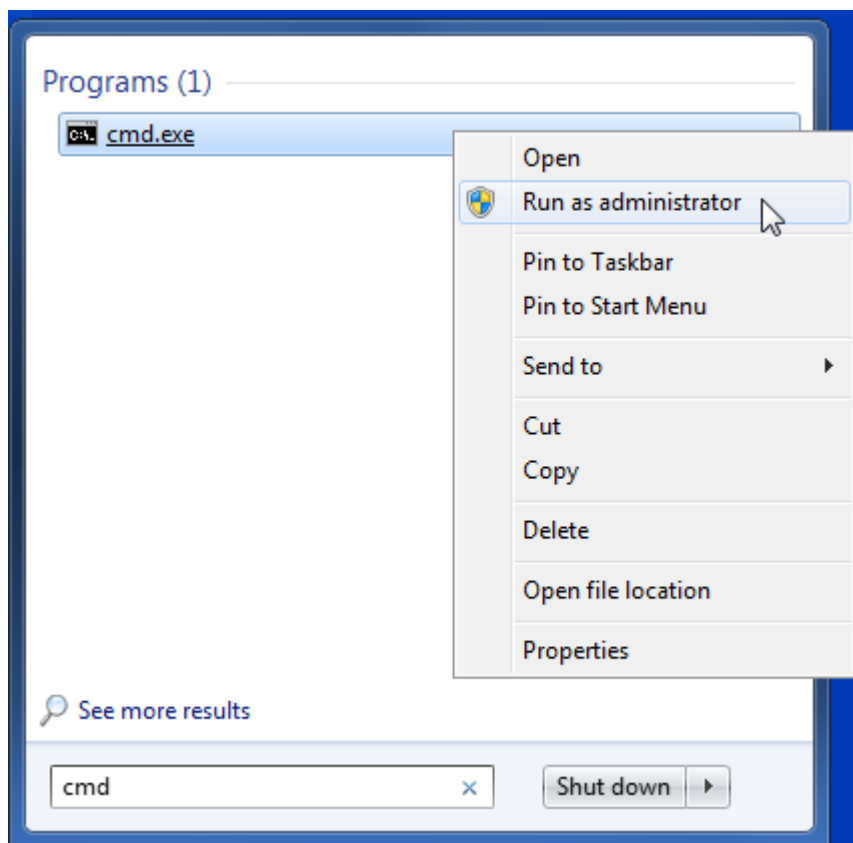 Programs (1)
C:\.
cmd.exe
Open
Run as administrator
Pin to Taskbar
Pin to Start Menu
Send to
Cut
Copy
Delete
Open file location
Properties
See more results
cmd
Shut down